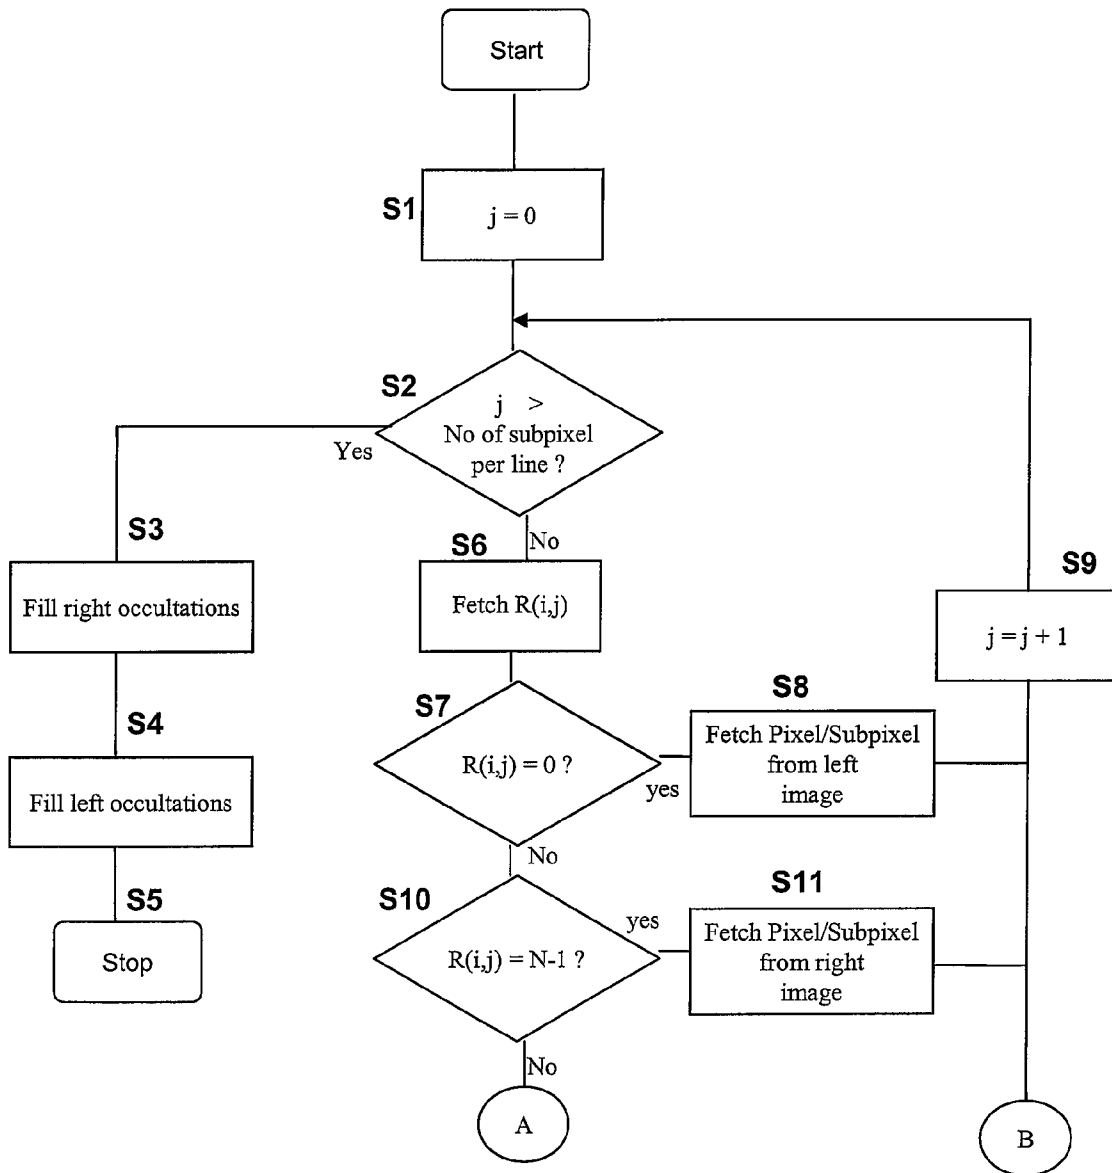 Start
S1
j = 0
S2
j >
No of subpixel
per line ?
Yes
No
S3
Fill right occultations
S4
Fill left occultations
S5
Stop
S6
Fetch R(i,j)
S7
R(i,j) = 0 ?
yes
No
S8
Fetch Pixel/Subpixel
from left
image
S9
j = j + 1
S10
R(i,j) = N-1 ?
yes
No
S11
Fetch Pixel/Subpixel
from right
image
A
B